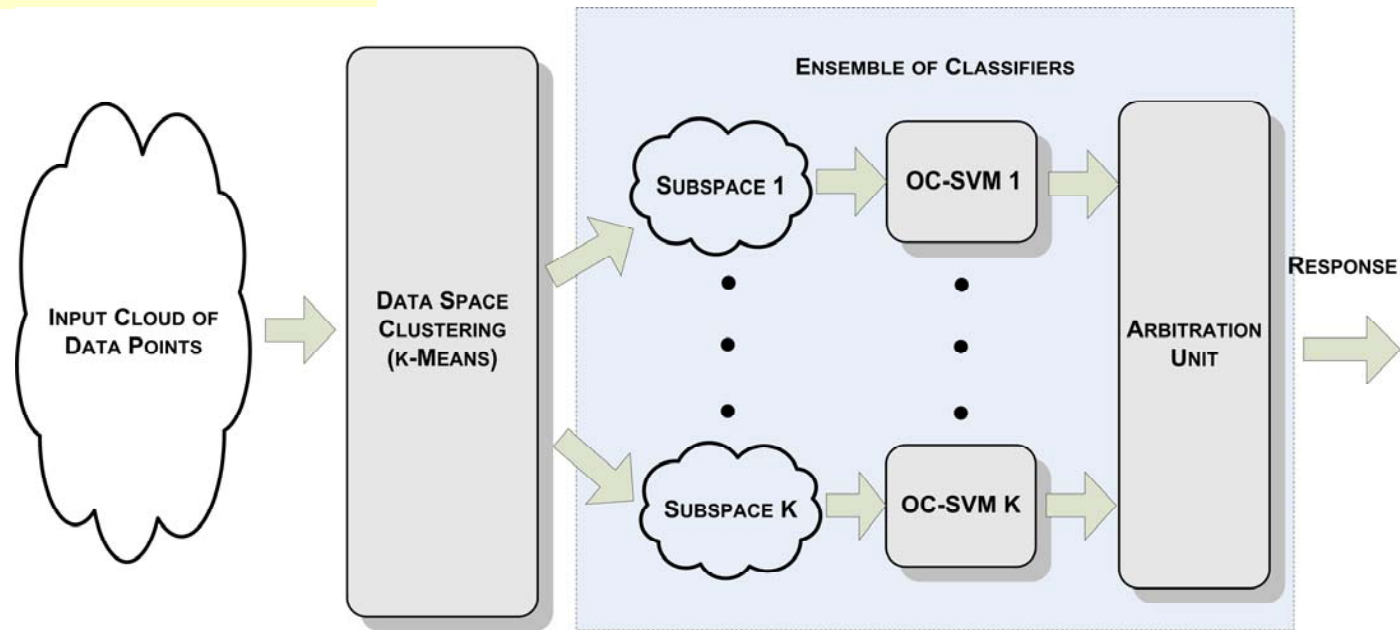 ENSEMBLE OF CLASSIFIERS
INPUT CLOUD OF
DATA POINTS
DATA SPACE
CLUSTERING
(K-MEANS)
SUBSPACE 1
OC-SVM 1
SUBSPACE K
OC-SVM K
ARBITRATION
UNIT
RESPONSE